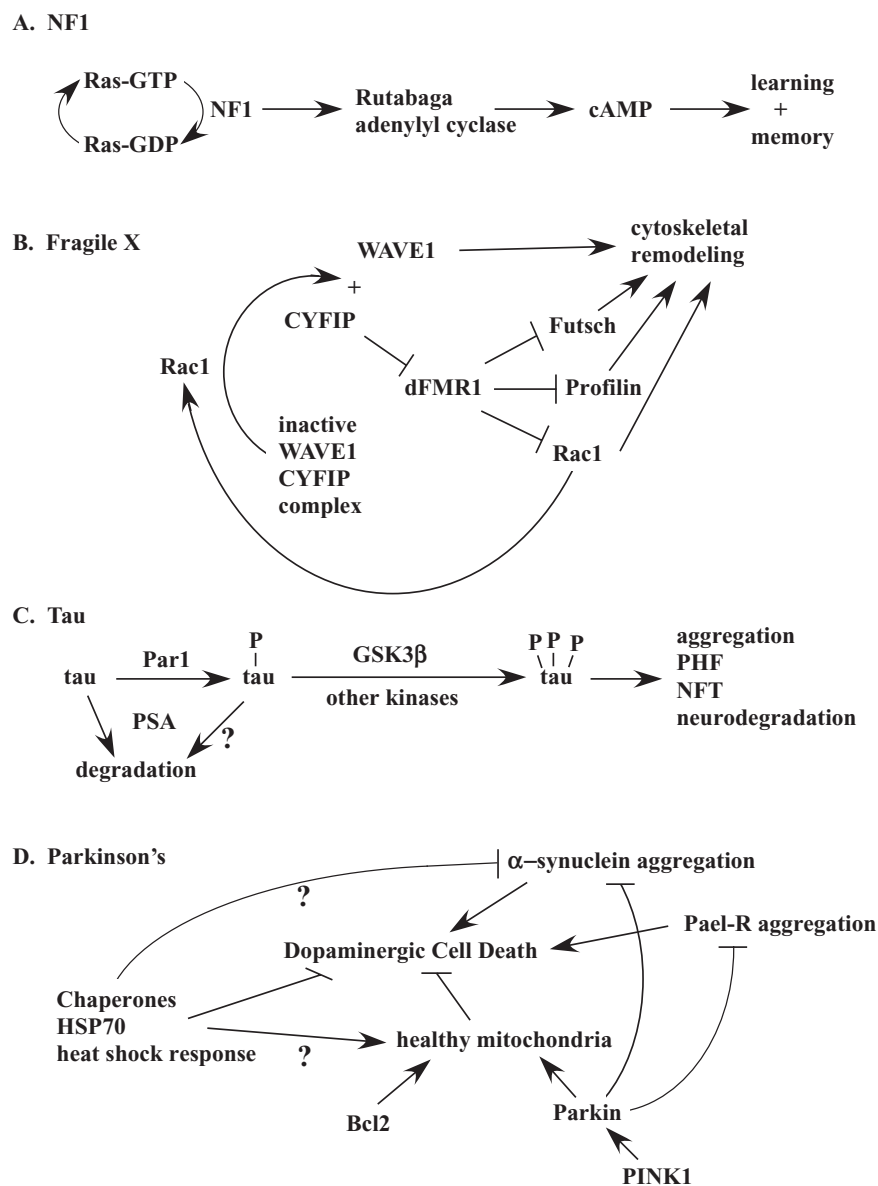 A. NF1
Ras-GTP
Ras-GDP
NF1
Rutabaga
adenylyl cyclase
cAMP
learning
+
memory
B. Fragile X
WAVE1
+
CYFIP
cytoskeletal
remodeling
Rac1
dFMR1
Futsch
Profilin
Rac1
inactive
WAVE1
CYFIP
complex
C. Tau
tau
Par1
P
tau
GSK3β
other kinases
P P P
tau
aggregation
PHF
NFT
neurodegradation
PSA
?
degradation
D. Parkinson's
α–synuclein aggregation
?
Pael-R aggregation
Dopaminergic Cell Death
Chaperones
HSP70
heat shock response
?
healthy mitochondria
Bcl2
Parkin
PINK1